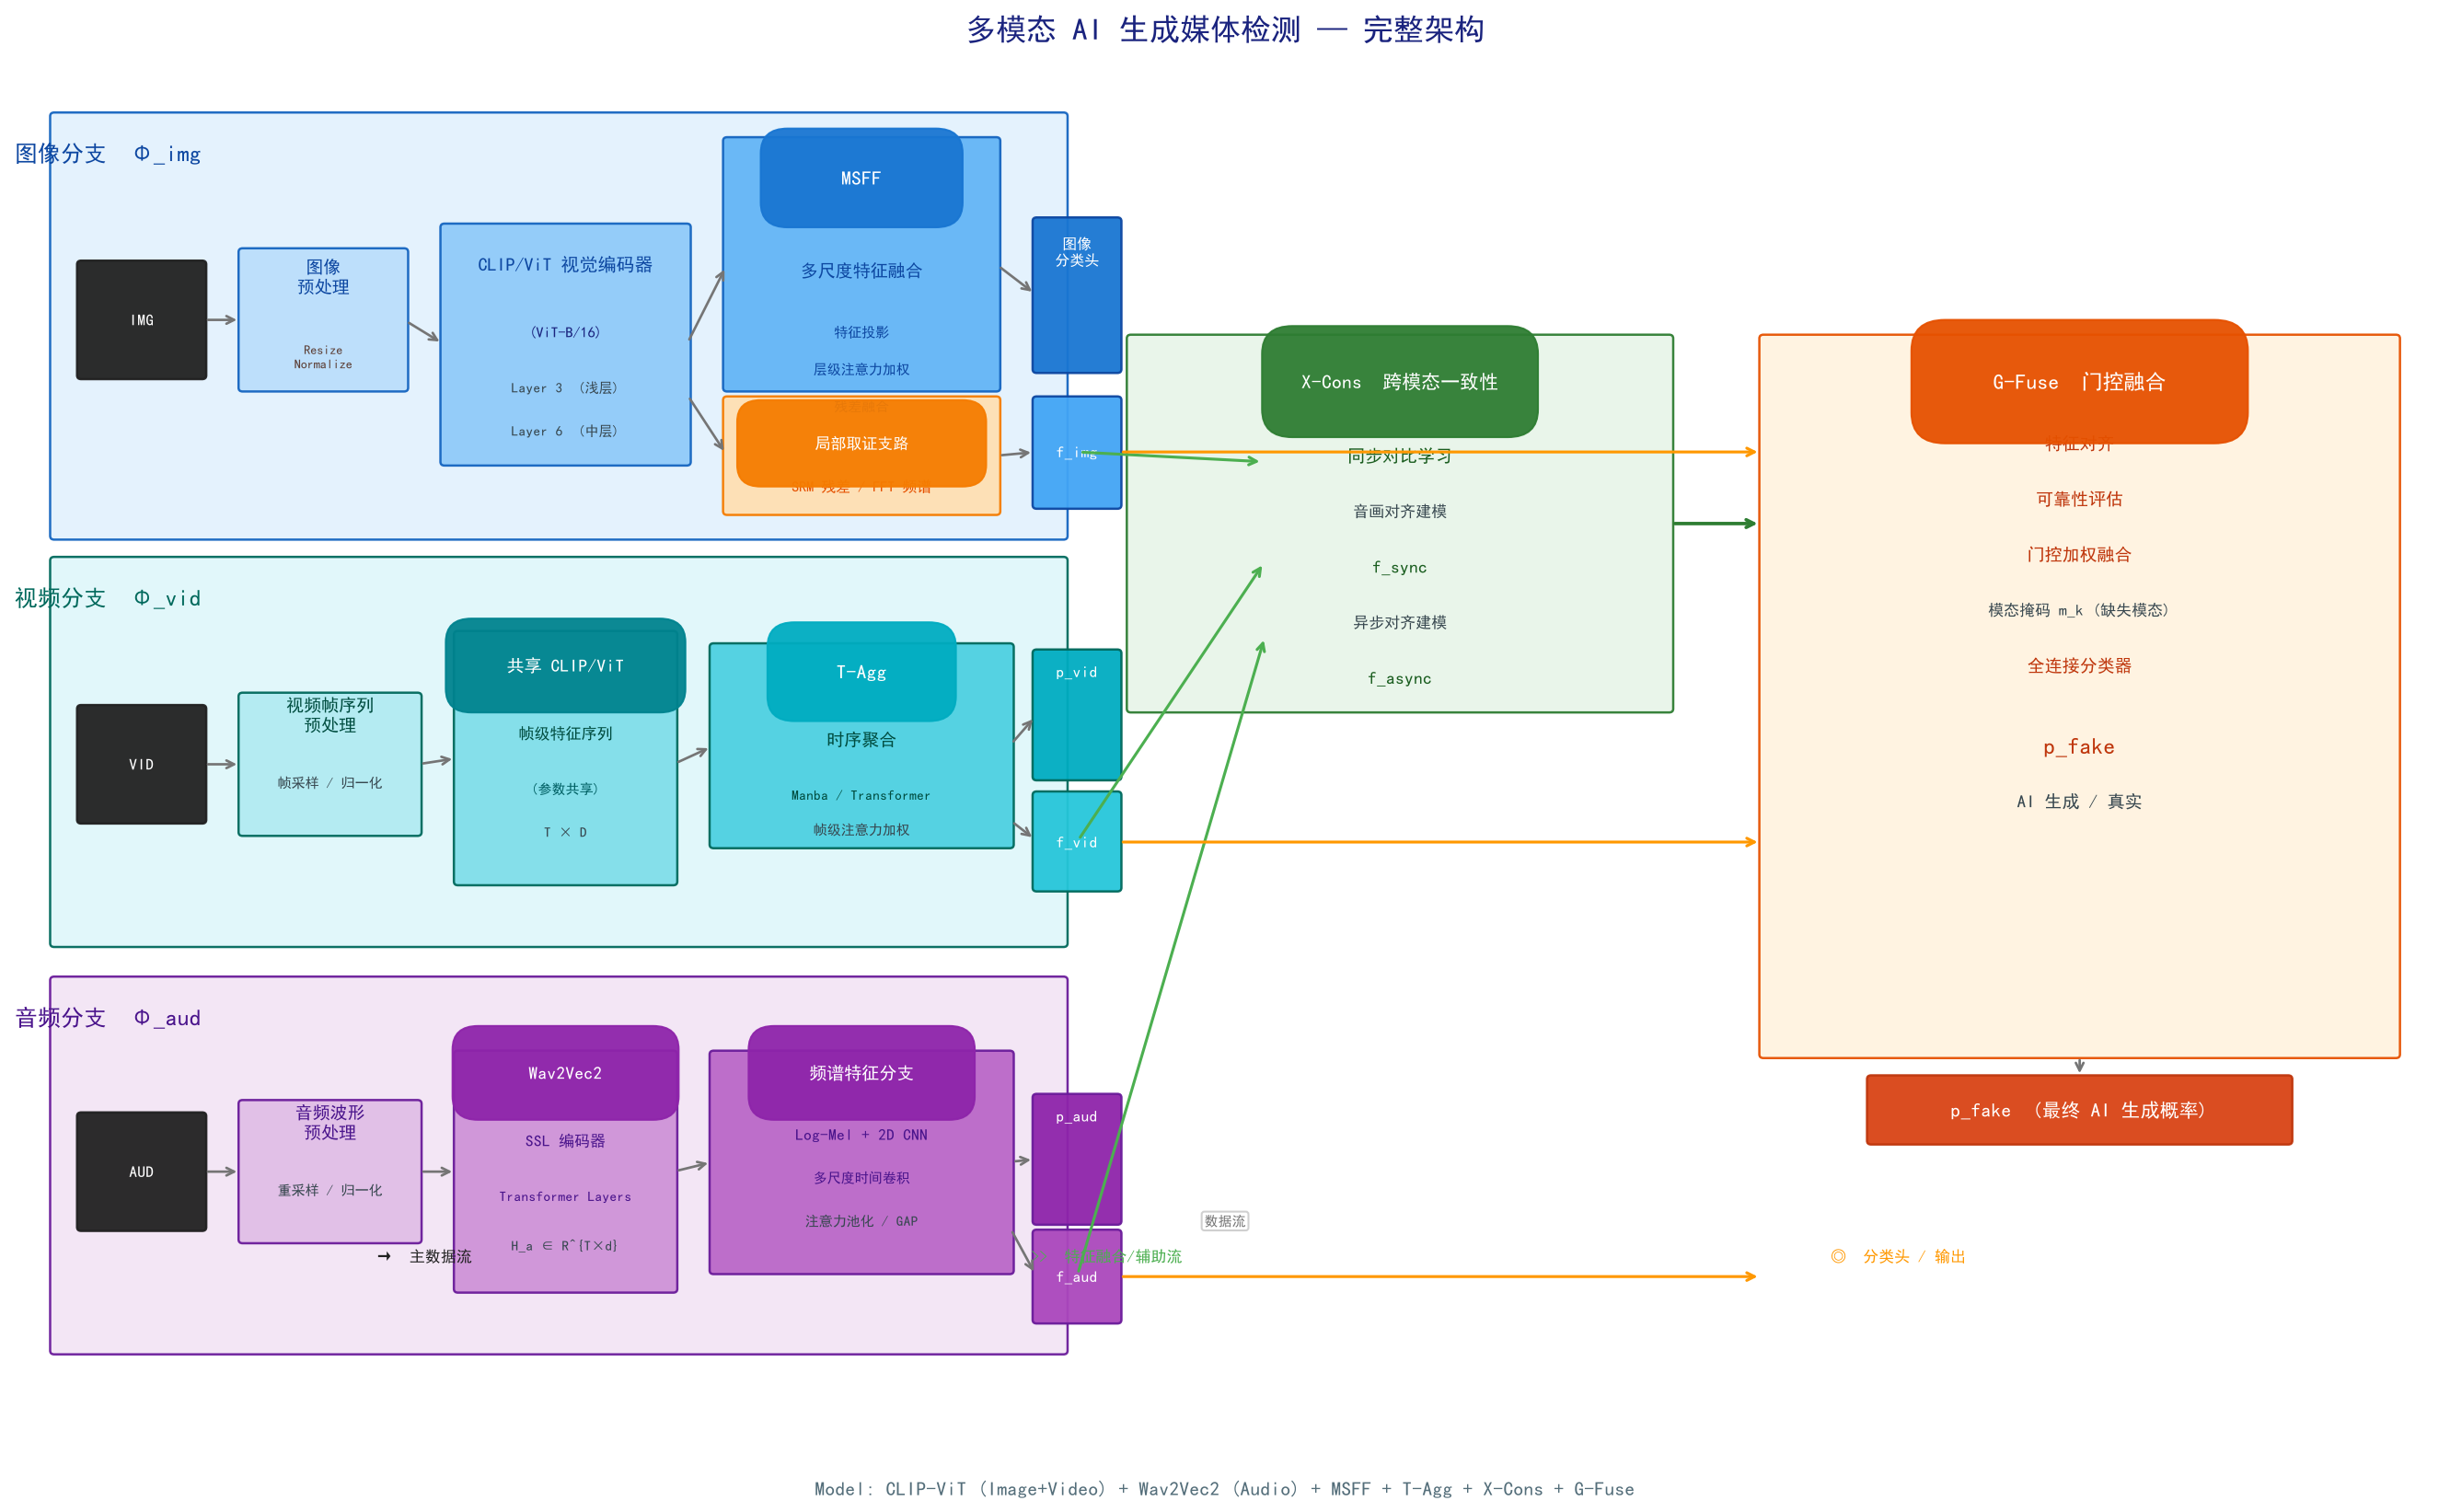 多模态 AI 生成媒体检测 — 完整架构
图像分支  Φ_img
IMG
图像
预处理
Resize
Normalize
CLIP/ViT 视觉编码器
(ViT-B/16)
Layer 3 （浅层）
Layer 6 （中层）
MSFF
多尺度特征融合
特征投影
层级注意力加权
局部取证支路
SRM 残差 / FFT 频谱
图像
分类头
f_img
视频分支  Φ_vid
VID
视频帧序列
预处理
帧采样 / 归一化
共享 CLIP/ViT
帧级特征序列
(参数共享)
T × D
T-Agg
时序聚合
Manba / Transformer
帧级注意力加权
p_vid
f_vid
音频分支  Φ_aud
AUD
音频波形
预处理
重采样 / 归一化
Wav2Vec2
SSL 编码器
Transformer Layers
H_a ∈ R^{T×d}
频谱特征分支
Log-Mel + 2D CNN
多尺度时间卷积
注意力池化 / GAP
p_aud
f_aud
X-Cons  跨模态一致性
同步对比学习
音画对齐建模
f_sync
异步对齐建模
f_async
G-Fuse  门控融合
特征对齐
可靠性评估
门控加权融合
模态掩码 m_k (缺失模态)
全连接分类器
p_fake
AI 生成 / 真实
p_fake （最终 AI 生成概率）
数据流
→  主数据流
>>  特征融合/辅助流
◎  分类头 / 输出
Model: CLIP-ViT (Image+Video) + Wav2Vec2 (Audio) + MSFF + T-Agg + X-Cons + G-Fuse